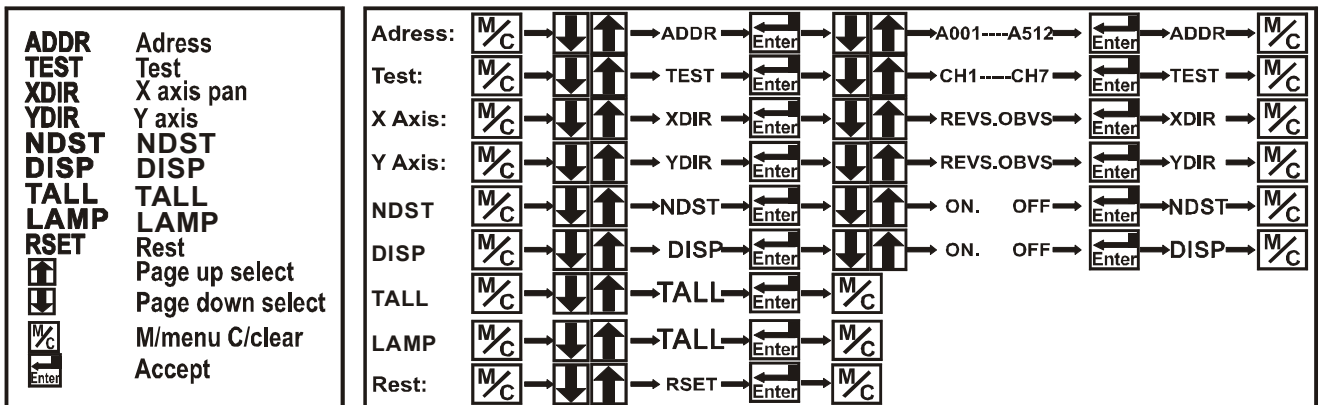 ADDR Adress
TEST Test
XDIR X axis pan
YDIR Y axis
NDST NDST
DISP DISP
TALL TALL
LAMP LAMP
RSET Rest
Page up select
Page down select
M/C M/menu C/clear
Enter Accept
Adress: M/C ADDR Enter A001----A512 Enter ADDR M/C
Test: M/C TEST Enter CH1-----CH7 Enter TEST M/C
X Axis: M/C XDIR Enter REVS.OBVS Enter XDIR M/C
Y Axis: M/C YDIR Enter REVS.OBVS Enter YDIR M/C
NDST M/C NDST Enter ON. OFF Enter NDST M/C
DISP M/C DISP Enter ON. OFF Enter DISP M/C
TALL M/C TALL Enter M/C
LAMP M/C TALL Enter M/C
Rest: M/C RSET Enter M/C